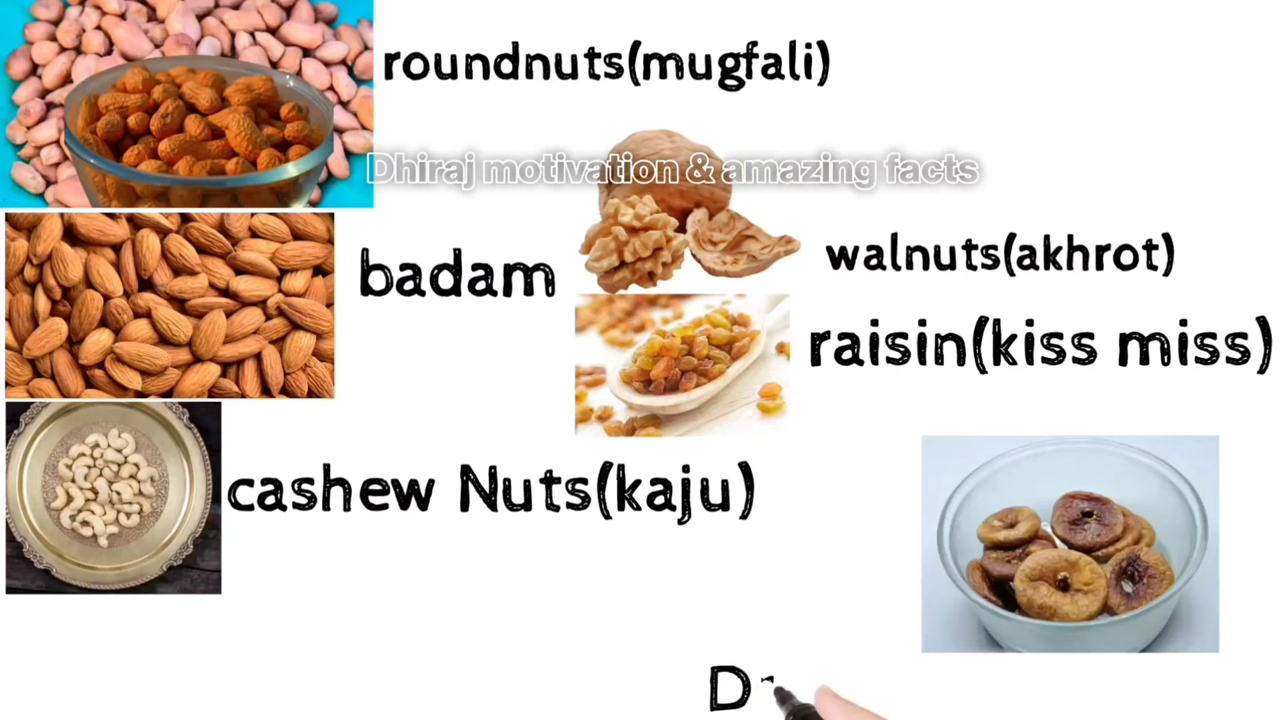 roundnuts(mugfali)
Dhiraj motivation & amazing facts
badam
walnuts(akhrot)
raisin(kiss miss)
cashew Nuts(kaju)
D